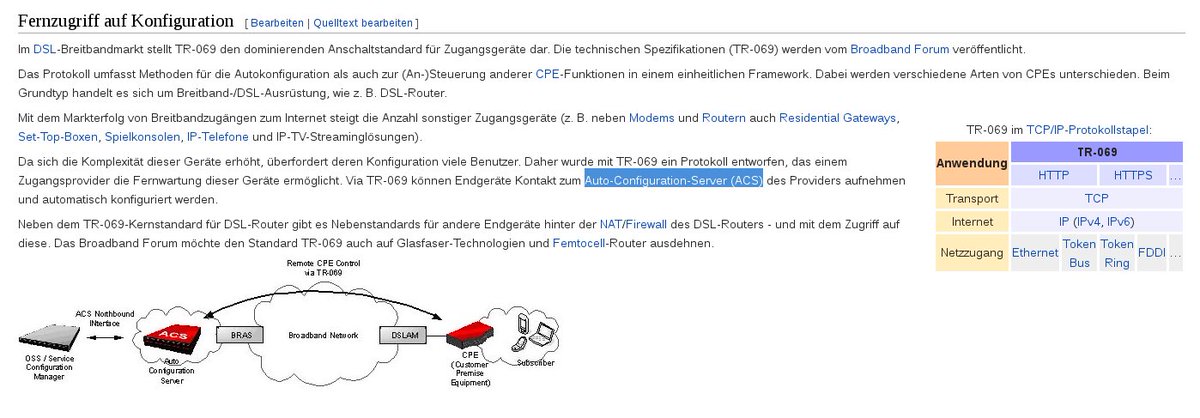 Fernzugriff auf Konfiguration [ Bearbeiten | Quelltext bearbeiten ]
Im DSL-Breitbandmarkt stellt TR-069 den dominierenden Anschaltstandard für Zugangsgeräte dar. Die technischen Spezifikationen (TR-069) werden vom Broadband Forum veröffentlicht.
Das Protokoll umfasst Methoden für die Autokonfiguration als auch zur (An-)Steuerung anderer CPE-Funktionen in einem einheitlichen Framework. Dabei werden verschiedene Arten von CPEs unterschieden. Beim
Grundtyp handelt es sich um Breitband-/DSL-Ausrüstung, wie z. B. DSL-Router.
Mit dem Markterfolg von Breitbandzugängen zum Internet steigt die Anzahl sonstiger Zugangsgeräte (z. B. neben Modems und Routern auch Residential Gateways,
Set-Top-Boxen, Spielkonsolen, IP-Telefone und IP-TV-Streaminglösungen).
Da sich die Komplexität dieser Geräte erhöht, überfordert deren Konfiguration viele Benutzer. Daher wurde mit TR-069 ein Protokoll entworfen, das einem
Zugangsprovider die Fernwartung dieser Geräte ermöglicht. Via TR-069 können Endgeräte Kontakt zum Auto-Configuration-Server (ACS) des Providers aufnehmen
und automatisch konfiguriert werden.
Neben dem TR-069-Kernstandard für DSL-Router gibt es Nebenstandards für andere Endgeräte hinter der NAT/Firewall des DSL-Routers - und mit dem Zugriff auf
diese. Das Broadband Forum möchte den Standard TR-069 auch auf Glasfaser-Technologien und Femtocell-Router ausdehnen.
TR-069 im TCP/IP-Protokollstapel:
Anwendung TR-069
HTTP HTTPS ...
Transport TCP
Internet IP (IPv4, IPv6)
Netzzugang Ethernet Token Bus Token Ring FDDI ...
Remote CPE Control
via TR-069
ACS Northbound
INterface
ACS
BRAS
Broadband Network
DSLAM
OSS / Service
Configuration
Manager
Auto
Configuration
Server
CPE
(Customer
Premise
Equipment)
Subscriber